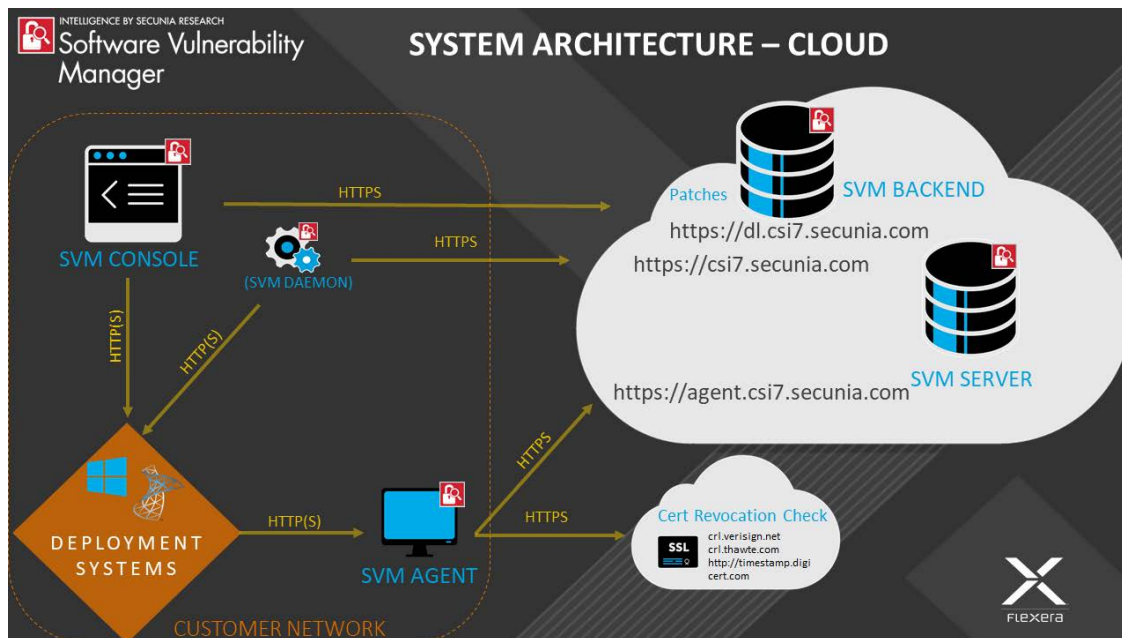 INTELLIGENCE BY SECUNIA RESEARCH
Software Vulnerability
Manager
SYSTEM ARCHITECTURE – CLOUD
HTTPS
Patches
SVM BACKEND
https://dl.csi7.secunia.com
SVM CONSOLE
HTTPS
https://csi7.secunia.com
(SVM DAEMON)
HTTP(S)
HTTP(S)
SVM SERVER
https://agent.csi7.secunia.com
HTTPS
DEPLOYMENT
SYSTEMS
HTTP(S)
SVM AGENT
HTTPS
Cert Revocation Check
SSL
crl.verisign.net
crl.thawte.com
http://timestamp.digi
cert.com
CUSTOMER NETWORK
FLEXERA